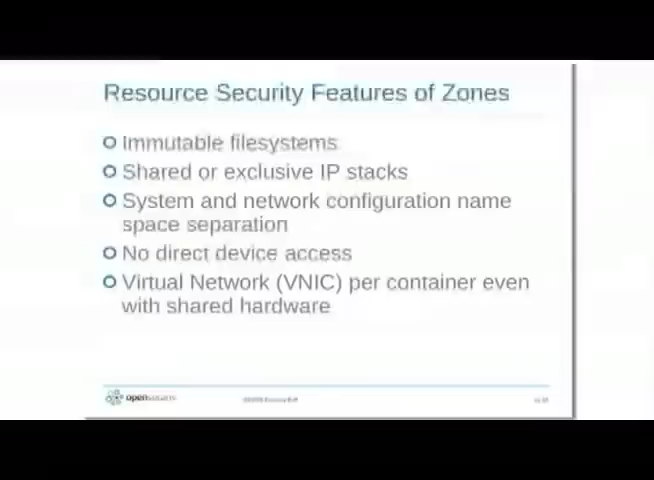 Resource Security Features of Zones
Immutable filesystems
Shared or exclusive IP stacks
System and network configuration name
space separation
No direct device access
Virtual Network (VNIC) per container even
with shared hardware
opensolaris